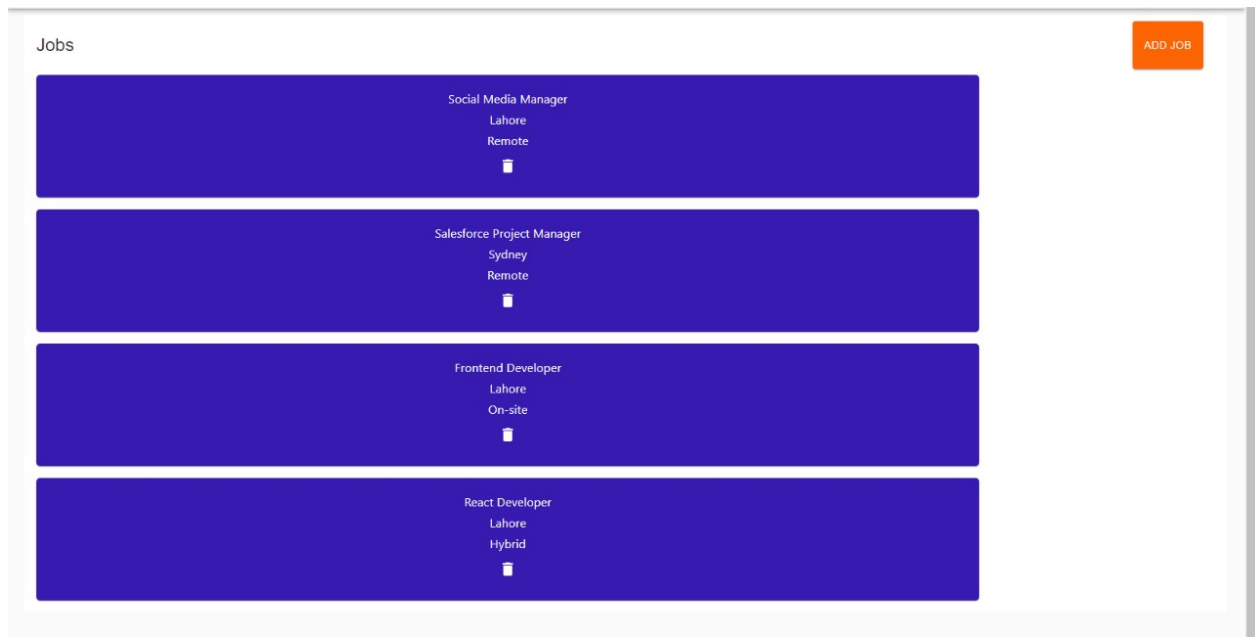 Jobs
ADD JOB
Social Media Manager
Lahore
Remote
Salesforce Project Manager
Sydney
Remote
Frontend Developer
Lahore
On-site
React Developer
Lahore
Hybrid